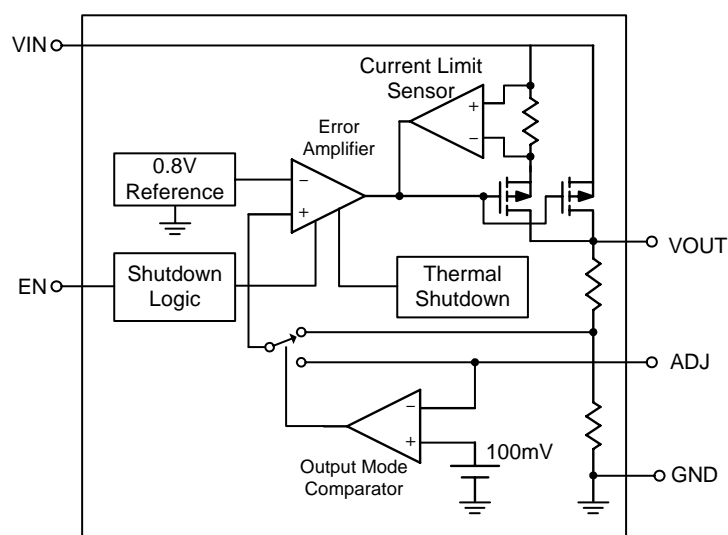 VIN
Current Limit
Sensor
+
−
Error
Amplifier
0.8V
Reference
−
+
VOUT
EN
Shutdown
Logic
Thermal
Shutdown
ADJ
−
+
100mV
Output Mode
Comparator
GND